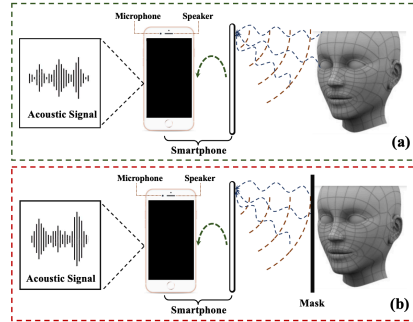 Microphone Speaker
Acoustic Signal
Smartphone
(a)
Microphone Speaker
Acoustic Signal
Smartphone
Mask
(b)